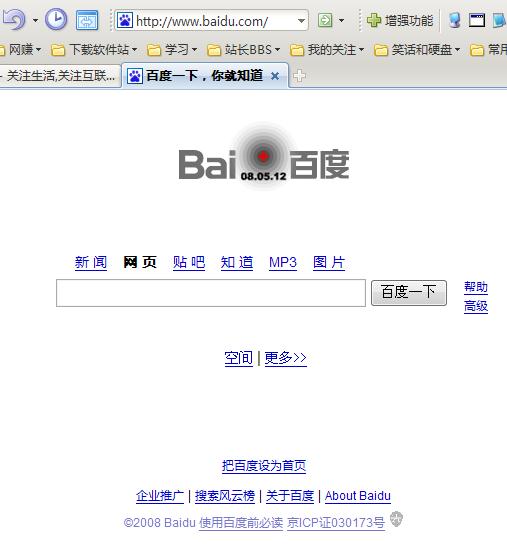 http://www.baidu.com/ 增强功能
网赚 下载软件站 学习 站长BBS 我的关注 笑话和硬盘 常用
- 关注生活,关注互联... 百度一下，你就知道
Bai 百度
08.05.12
新闻 网页 贴吧 知道 MP3 图片
百度一下 帮助
高级
空间 | 更多>>
把百度设为首页
企业推广 | 搜索风云榜 | 关于百度 | About Baidu
©2008 Baidu 使用百度前必读 京ICP证030173号